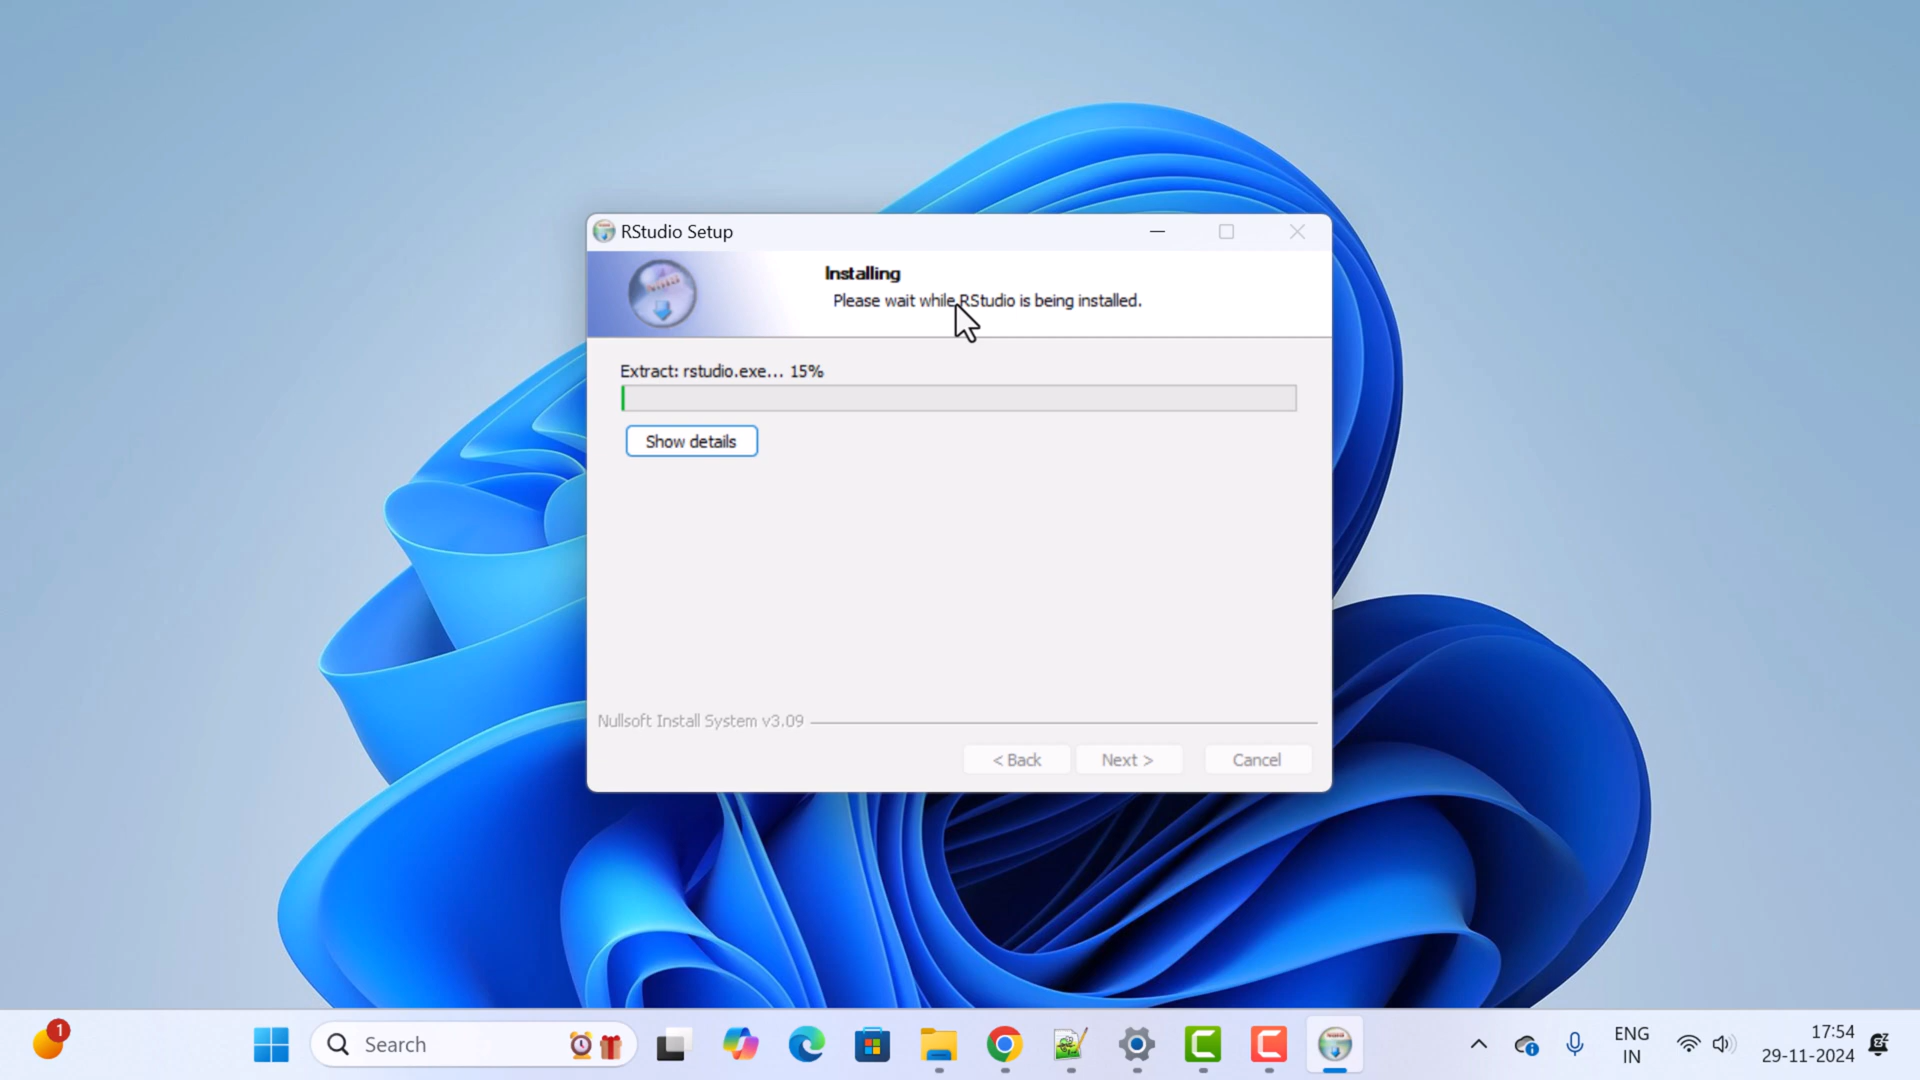 RStudio Setup
Installing
Please wait while RStudio is being installed.
Extract: rstudio.exe... 15%
Show details
Nullsoft Install System v3.09
< Back
Next >
Cancel
1
Search
ENG
IN
17:54
29-11-2024